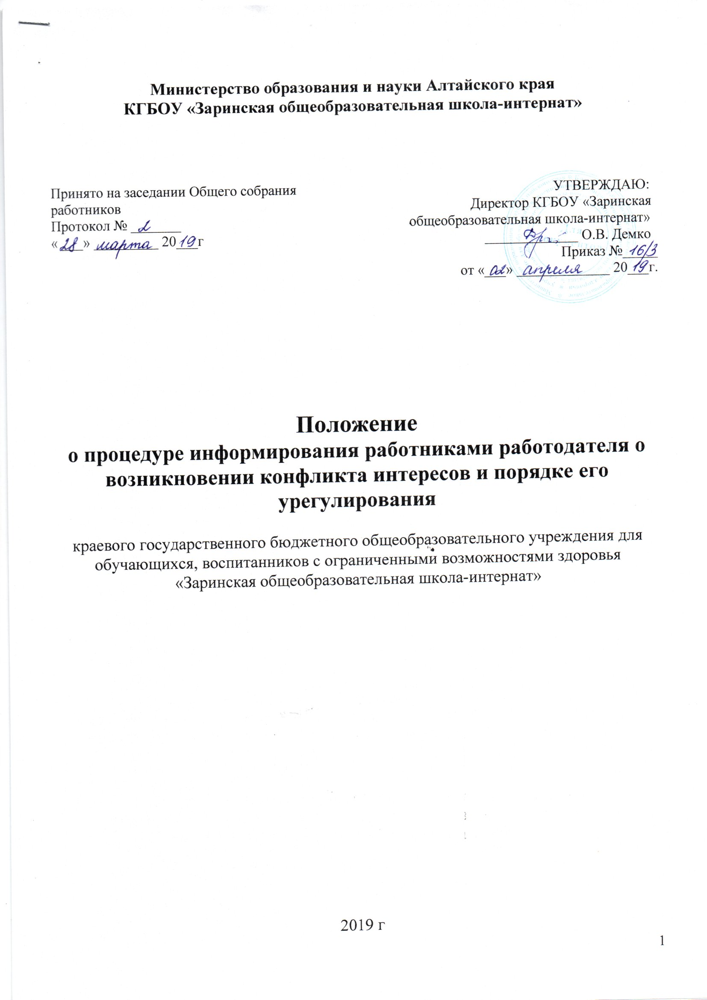 Министерство образования и науки Алтайского края
КГБОУ «Заринская общеобразовательная школа-интернат»
Принято на заседании Общего собрания
работников
Протокол № 2
«28» марта 2019г
УТВЕРЖДАЮ:
Директор КГБОУ «Заринская
общеобразовательная школа-интернат»
О.В. Демко
Приказ № 16/3
от «02» апреля 2019г.
Положение
о процедуре информирования работниками работодателя о
возникновении конфликта интересов и порядке его
урегулирования
краевого государственного бюджетного общеобразовательного учреждения для
обучающихся, воспитанников с ограниченными возможностями здоровья
«Заринская общеобразовательная школа-интернат»
2019 г
1